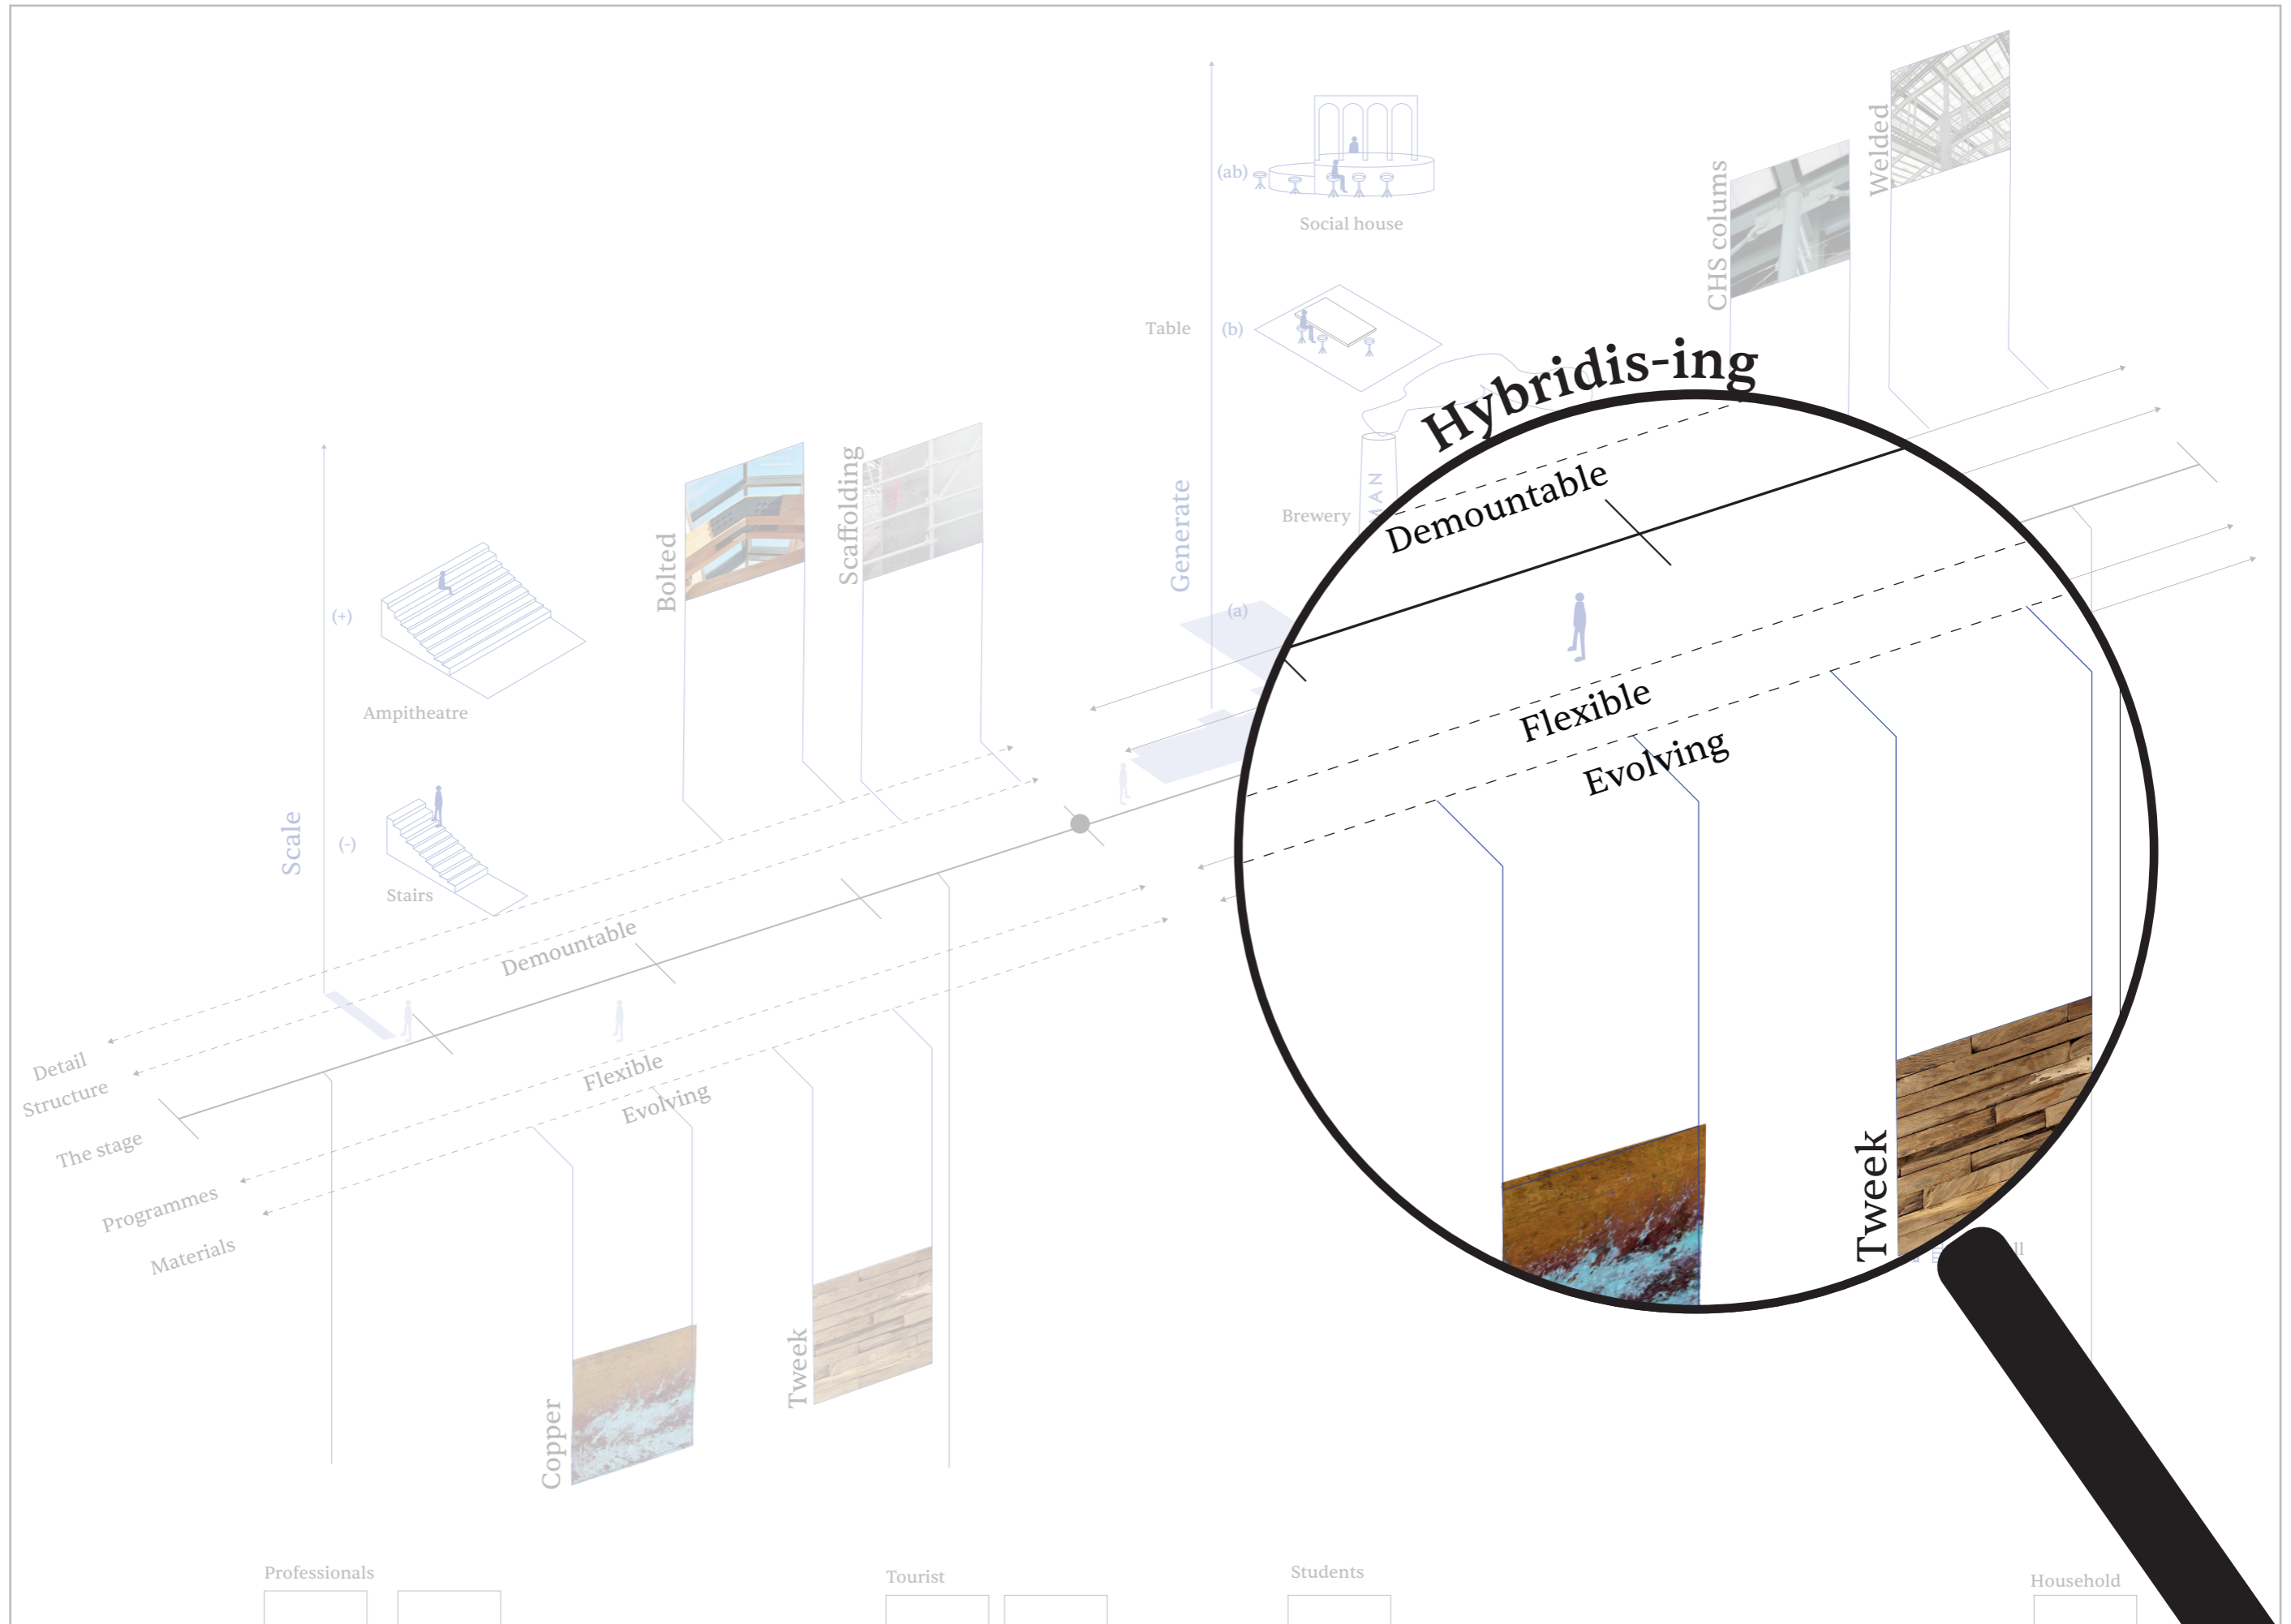 Welded
(ab)
Social house
CHS colums
Table
(b)
Hybridis-ing
Demountable
MAN
Brewery
Generate
Scaffolding
Bolted
(a)
(+)
Ampitheatre
Flexible
Evolving
Scale
(-)
Stairs
Demountable
Detail
Structure
The stage
Flexible
Evolving
Programmes
Materials
Tweek
Tweek
Copper
Professionals
Tourist
Students
Household